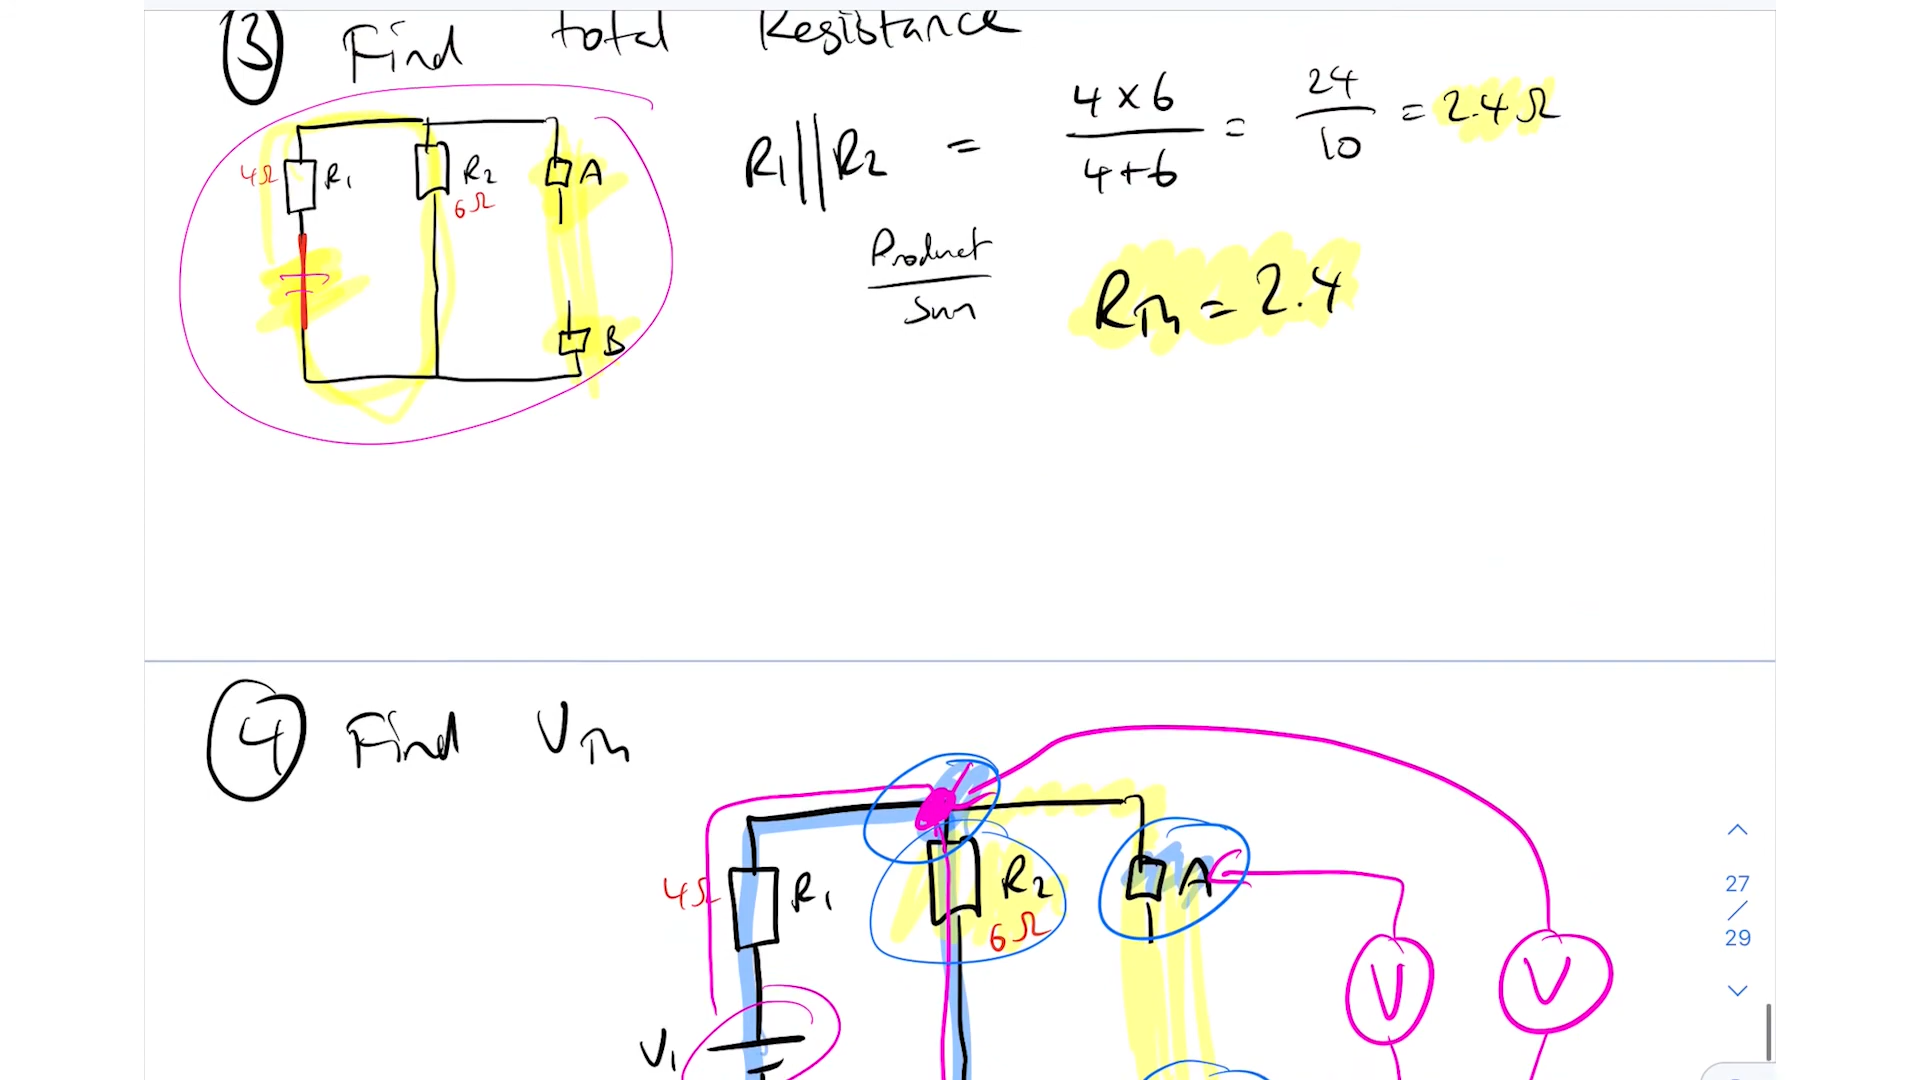 ③ Find total Resistance
4Ω R1
R2
6Ω
A
B
R1||R2 = 4×6 / 4+6 = 24 / 10 = 2.4Ω
Product / Sum
RTh = 2.4
④ Find VTh
4Ω R1
R2
6Ω
A
V
V
V1
27
/
29